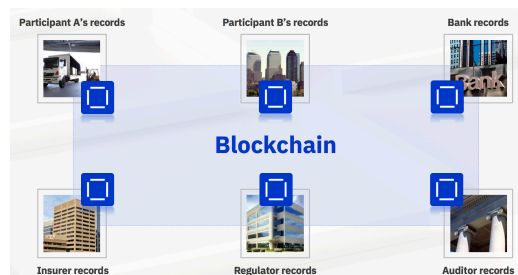 Participant A's records
Participant B's records
Bank records
Bank
Blockchain
Insurer records
Regulator records
Auditor records